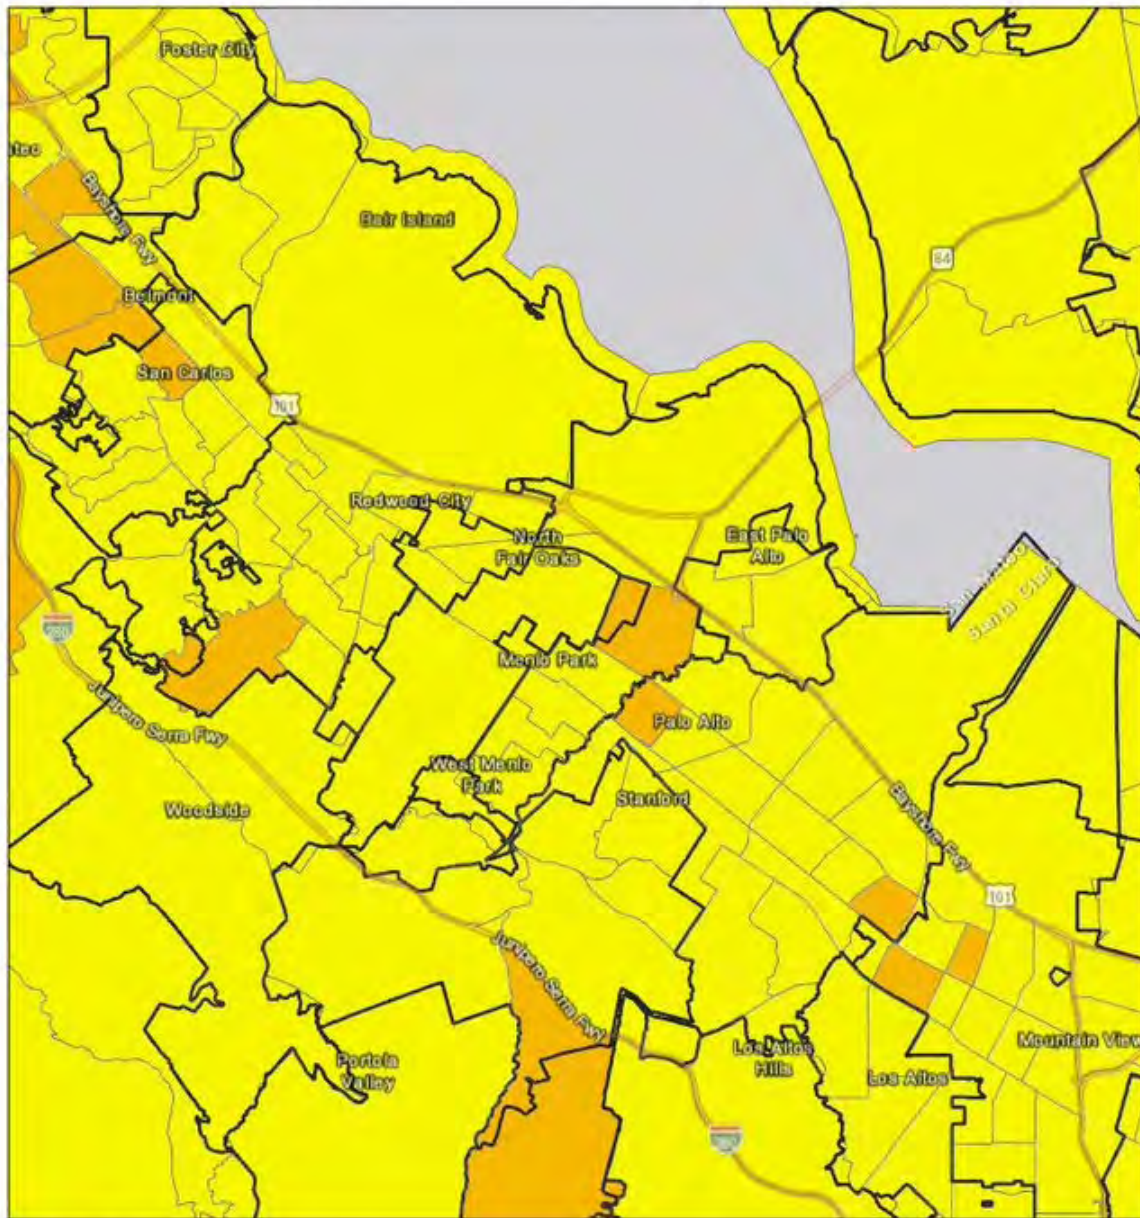 Foster City
ateo
Bayshore Fwy
Bair Island
84
Belmont
San Carlos
101
Redwood City
North
Fair Oaks
East Palo
Alto
San Mateo
Santa Clara
280
Menlo Park
Junipero Serra Fwy
Palo Alto
West Menlo
Park
Woodside
Stanford
Bayshore Fwy
101
Junipero Serra Fwy
Portola
Valley
Los Altos
Hills
Los Altos
Mountain View
280